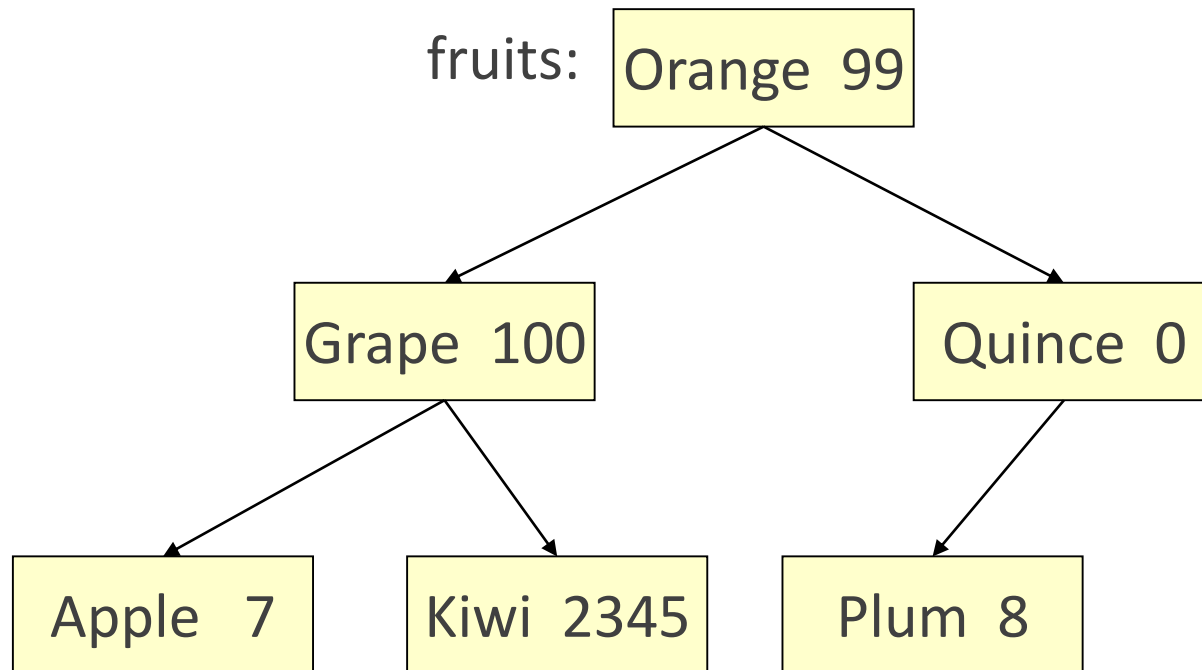 fruits:
Orange 99
Grape 100
Quince 0
Apple 7
Kiwi 2345
Plum 8